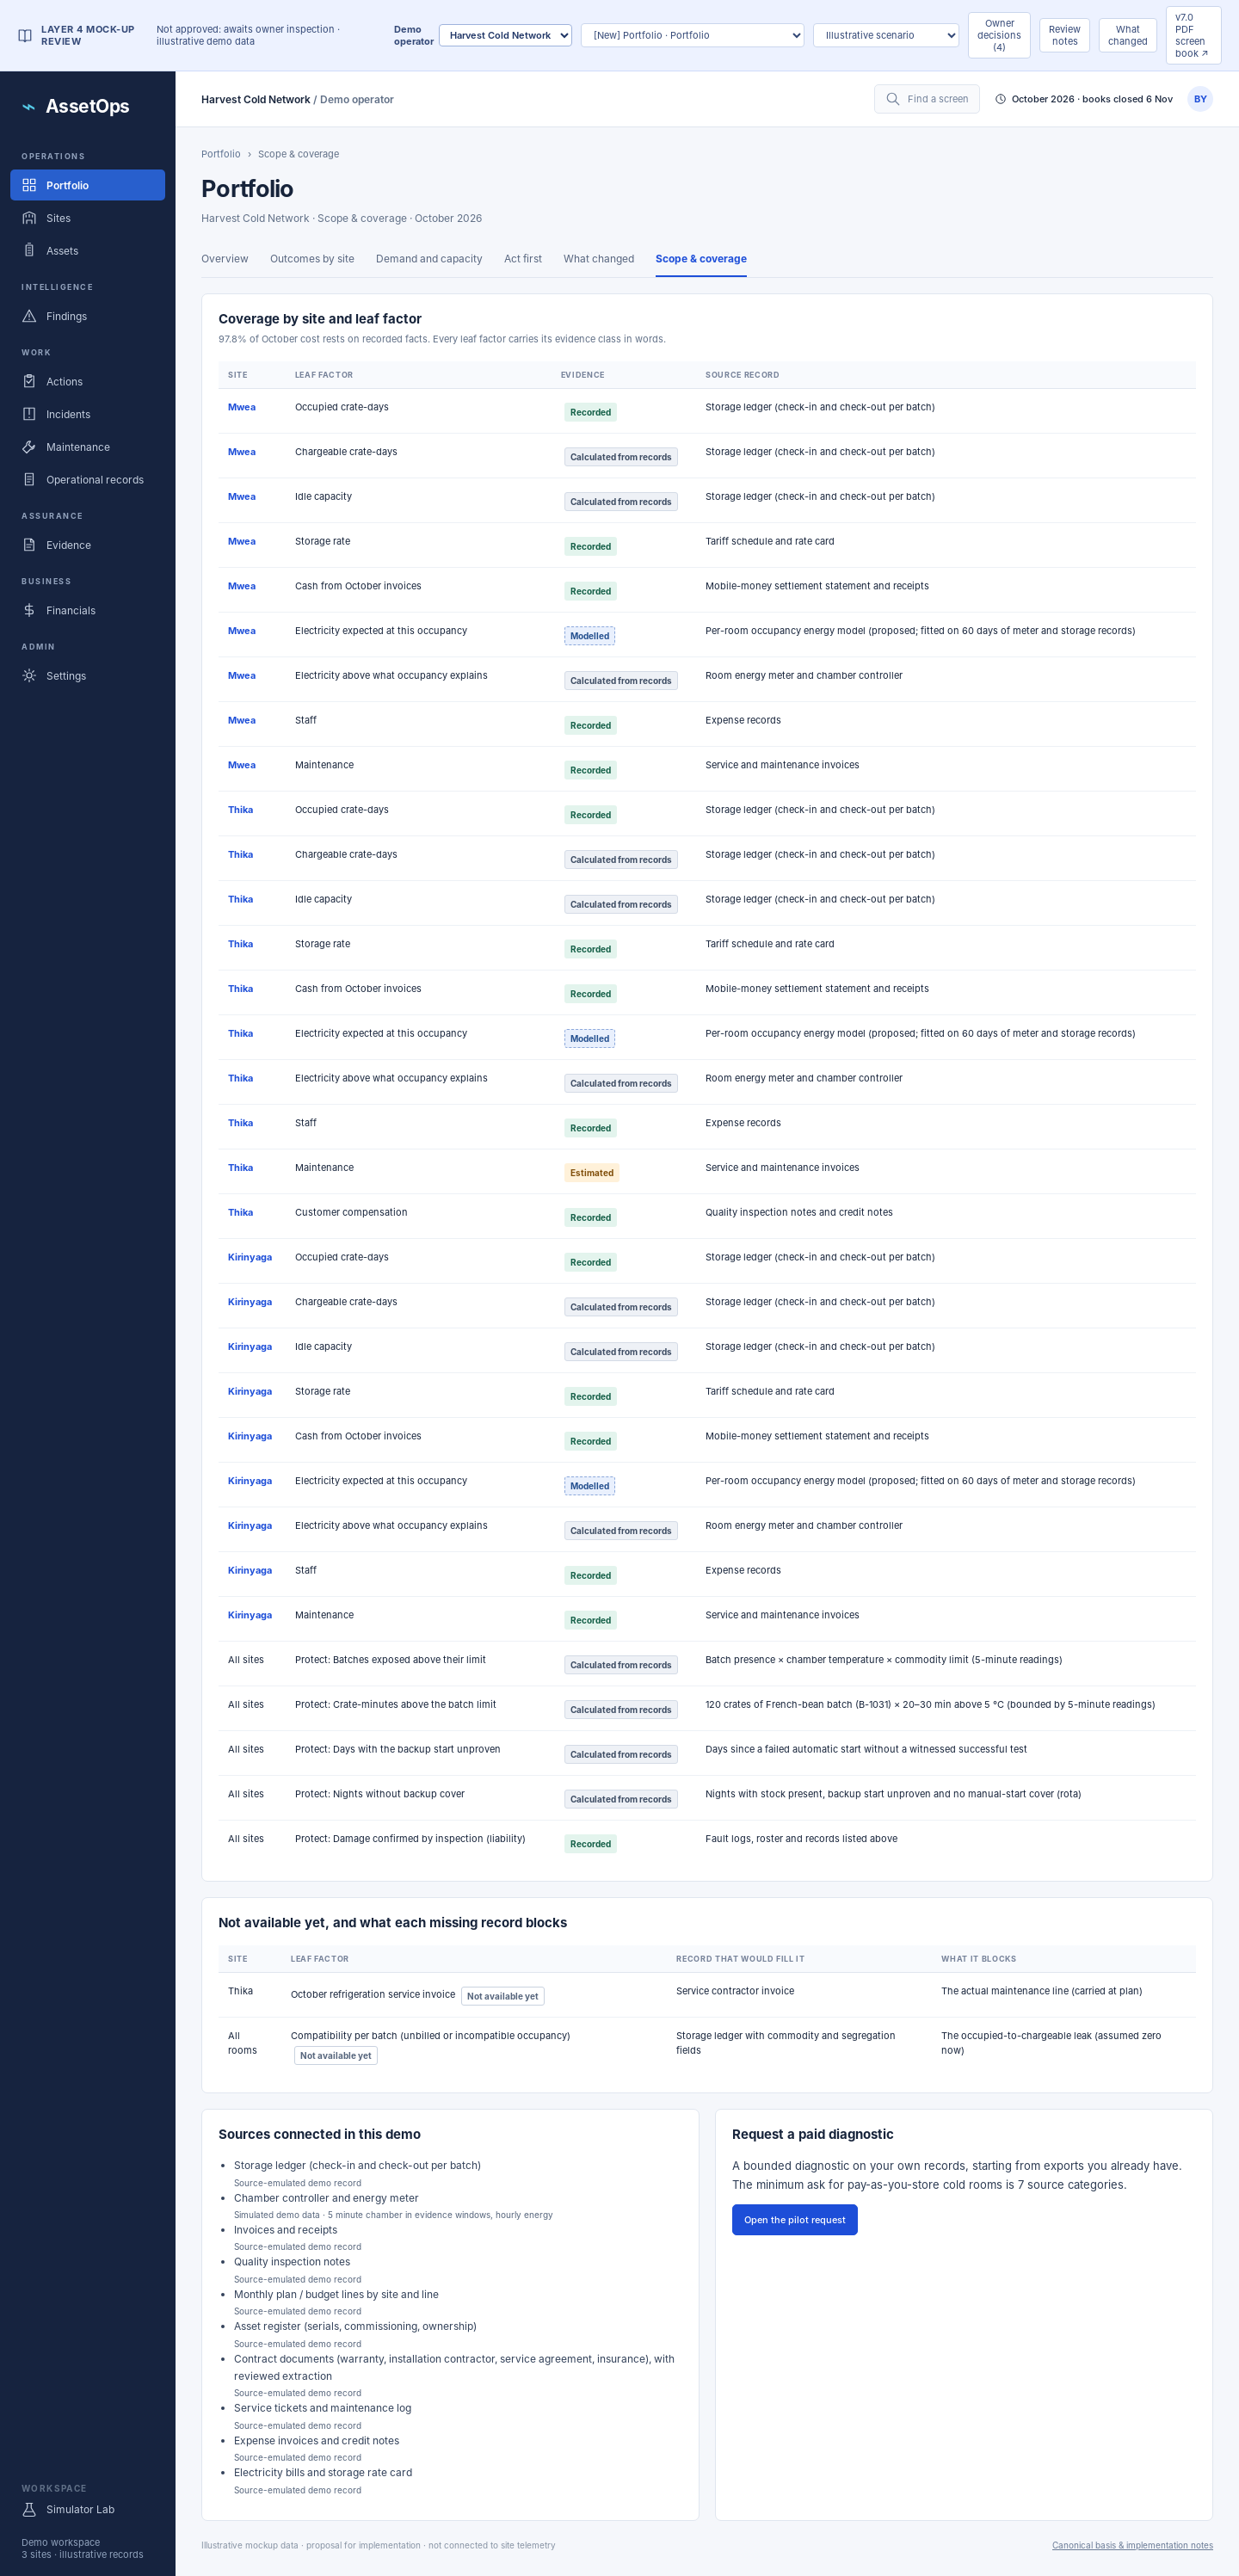 LAYER 4 MOCK-UP REVIEW
Not approved: awaits owner inspection · illustrative demo data
Demo operator
Harvest Cold Network
[New] Portfolio · Portfolio
Illustrative scenario
Owner decisions (4)
Review notes
What changed
v7.0 PDF screen book ↗
AssetOps
Harvest Cold Network / Demo operator
Find a screen
October 2026 · books closed 6 Nov
BY
OPERATIONS
Portfolio
Sites
Assets
INTELLIGENCE
Findings
WORK
Actions
Incidents
Maintenance
Operational records
ASSURANCE
Evidence
BUSINESS
Financials
ADMIN
Settings
WORKSPACE
Simulator Lab
Demo workspace
3 sites · illustrative records
Portfolio › Scope & coverage
Portfolio
Harvest Cold Network · Scope & coverage · October 2026
Overview Outcomes by site Demand and capacity Act first What changed Scope & coverage
Coverage by site and leaf factor
97.8% of October cost rests on recorded facts. Every leaf factor carries its evidence class in words.
SITE LEAF FACTOR EVIDENCE SOURCE RECORD
Mwea Occupied crate-days Recorded Storage ledger (check-in and check-out per batch)
Mwea Chargeable crate-days Calculated from records Storage ledger (check-in and check-out per batch)
Mwea Idle capacity Calculated from records Storage ledger (check-in and check-out per batch)
Mwea Storage rate Recorded Tariff schedule and rate card
Mwea Cash from October invoices Recorded Mobile-money settlement statement and receipts
Mwea Electricity expected at this occupancy Modelled Per-room occupancy energy model (proposed; fitted on 60 days of meter and storage records)
Mwea Electricity above what occupancy explains Calculated from records Room energy meter and chamber controller
Mwea Staff Recorded Expense records
Mwea Maintenance Recorded Service and maintenance invoices
Thika Occupied crate-days Recorded Storage ledger (check-in and check-out per batch)
Thika Chargeable crate-days Calculated from records Storage ledger (check-in and check-out per batch)
Thika Idle capacity Calculated from records Storage ledger (check-in and check-out per batch)
Thika Storage rate Recorded Tariff schedule and rate card
Thika Cash from October invoices Recorded Mobile-money settlement statement and receipts
Thika Electricity expected at this occupancy Modelled Per-room occupancy energy model (proposed; fitted on 60 days of meter and storage records)
Thika Electricity above what occupancy explains Calculated from records Room energy meter and chamber controller
Thika Staff Recorded Expense records
Thika Maintenance Estimated Service and maintenance invoices
Thika Customer compensation Recorded Quality inspection notes and credit notes
Kirinyaga Occupied crate-days Recorded Storage ledger (check-in and check-out per batch)
Kirinyaga Chargeable crate-days Calculated from records Storage ledger (check-in and check-out per batch)
Kirinyaga Idle capacity Calculated from records Storage ledger (check-in and check-out per batch)
Kirinyaga Storage rate Recorded Tariff schedule and rate card
Kirinyaga Cash from October invoices Recorded Mobile-money settlement statement and receipts
Kirinyaga Electricity expected at this occupancy Modelled Per-room occupancy energy model (proposed; fitted on 60 days of meter and storage records)
Kirinyaga Electricity above what occupancy explains Calculated from records Room energy meter and chamber controller
Kirinyaga Staff Recorded Expense records
Kirinyaga Maintenance Recorded Service and maintenance invoices
All sites Protect: Batches exposed above their limit Calculated from records Batch presence × chamber temperature × commodity limit (5-minute readings)
All sites Protect: Crate-minutes above the batch limit Calculated from records 120 crates of French-bean batch (B-1031) × 20–30 min above 5 °C (bounded by 5-minute readings)
All sites Protect: Days with the backup start unproven Calculated from records Days since a failed automatic start without a witnessed successful test
All sites Protect: Nights without backup cover Calculated from records Nights with stock present, backup start unproven and no manual-start cover (rota)
All sites Protect: Damage confirmed by inspection (liability) Recorded Fault logs, roster and records listed above
Not available yet, and what each missing record blocks
SITE LEAF FACTOR RECORD THAT WOULD FILL IT WHAT IT BLOCKS
Thika October refrigeration service invoice Not available yet Service contractor invoice The actual maintenance line (carried at plan)
All rooms Compatibility per batch (unbilled or incompatible occupancy) Not available yet Storage ledger with commodity and segregation fields The occupied-to-chargeable leak (assumed zero now)
Sources connected in this demo
• Storage ledger (check-in and check-out per batch)
Source-emulated demo record
• Chamber controller and energy meter
Simulated demo data · 5 minute chamber in evidence windows, hourly energy
• Invoices and receipts
Source-emulated demo record
• Quality inspection notes
Source-emulated demo record
• Monthly plan / budget lines by site and line
Source-emulated demo record
• Asset register (serials, commissioning, ownership)
Source-emulated demo record
• Contract documents (warranty, installation contractor, service agreement, insurance), with
reviewed extraction
Source-emulated demo record
• Service tickets and maintenance log
Source-emulated demo record
• Expense invoices and credit notes
Source-emulated demo record
• Electricity bills and storage rate card
Source-emulated demo record
Request a paid diagnostic
A bounded diagnostic on your own records, starting from exports you already have.
The minimum ask for pay-as-you-store cold rooms is 7 source categories.
Open the pilot request
Illustrative mockup data · proposal for implementation · not connected to site telemetry
Canonical basis & implementation notes